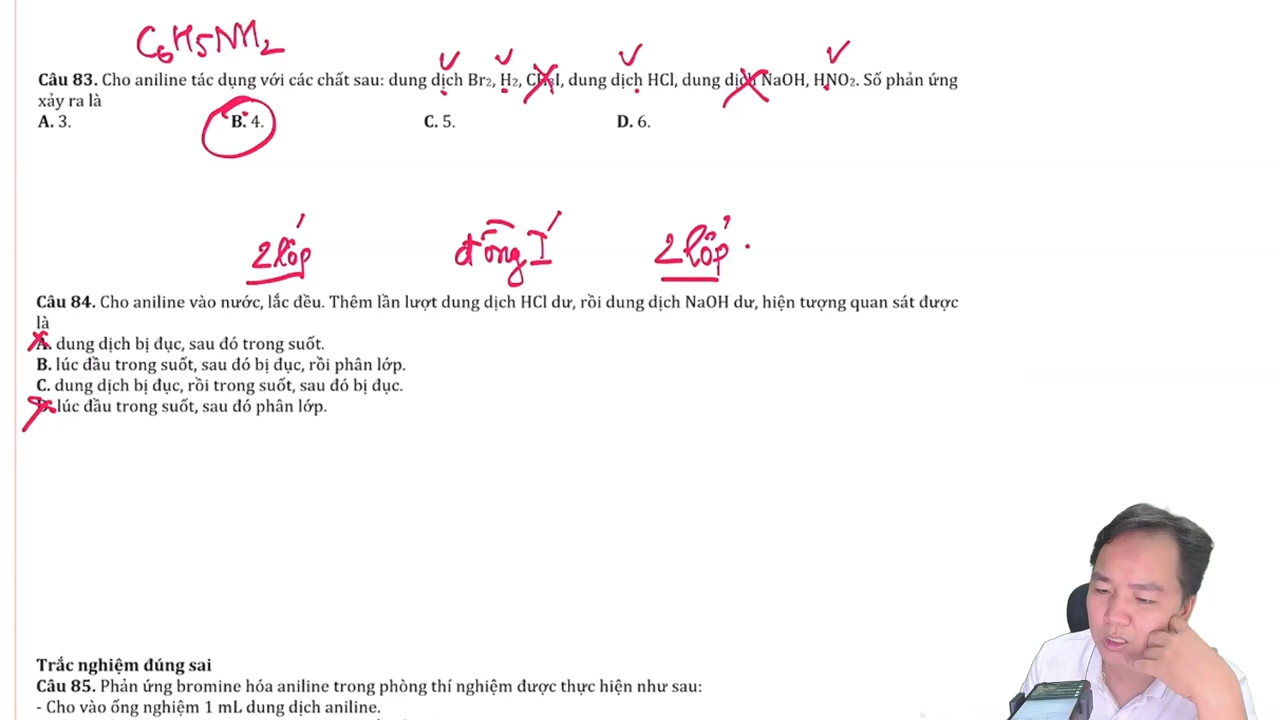 C6H5NH2
Câu 83. Cho aniline tác dụng với các chất sau: dung dịch Br2, H2, CH3I, dung dịch HCl, dung dịch NaOH, HNO2. Số phản ứng
xảy ra là
A. 3. B. 4. C. 5. D. 6.
2 lớp đồng I 2 lớp
Câu 84. Cho aniline vào nước, lắc đều. Thêm lần lượt dung dịch HCl dư, rồi dung dịch NaOH dư, hiện tượng quan sát được
là
A. dung dịch bị đục, sau đó trong suốt.
B. lúc đầu trong suốt, sau đó bị đục, rồi phân lớp.
C. dung dịch bị đục, rồi trong suốt, sau đó bị đục.
D. lúc đầu trong suốt, sau đó phân lớp.
Trắc nghiệm đúng sai
Câu 85. Phản ứng bromine hóa aniline trong phòng thí nghiệm được thực hiện như sau:
- Cho vào ống nghiệm 1 mL dung dịch aniline.